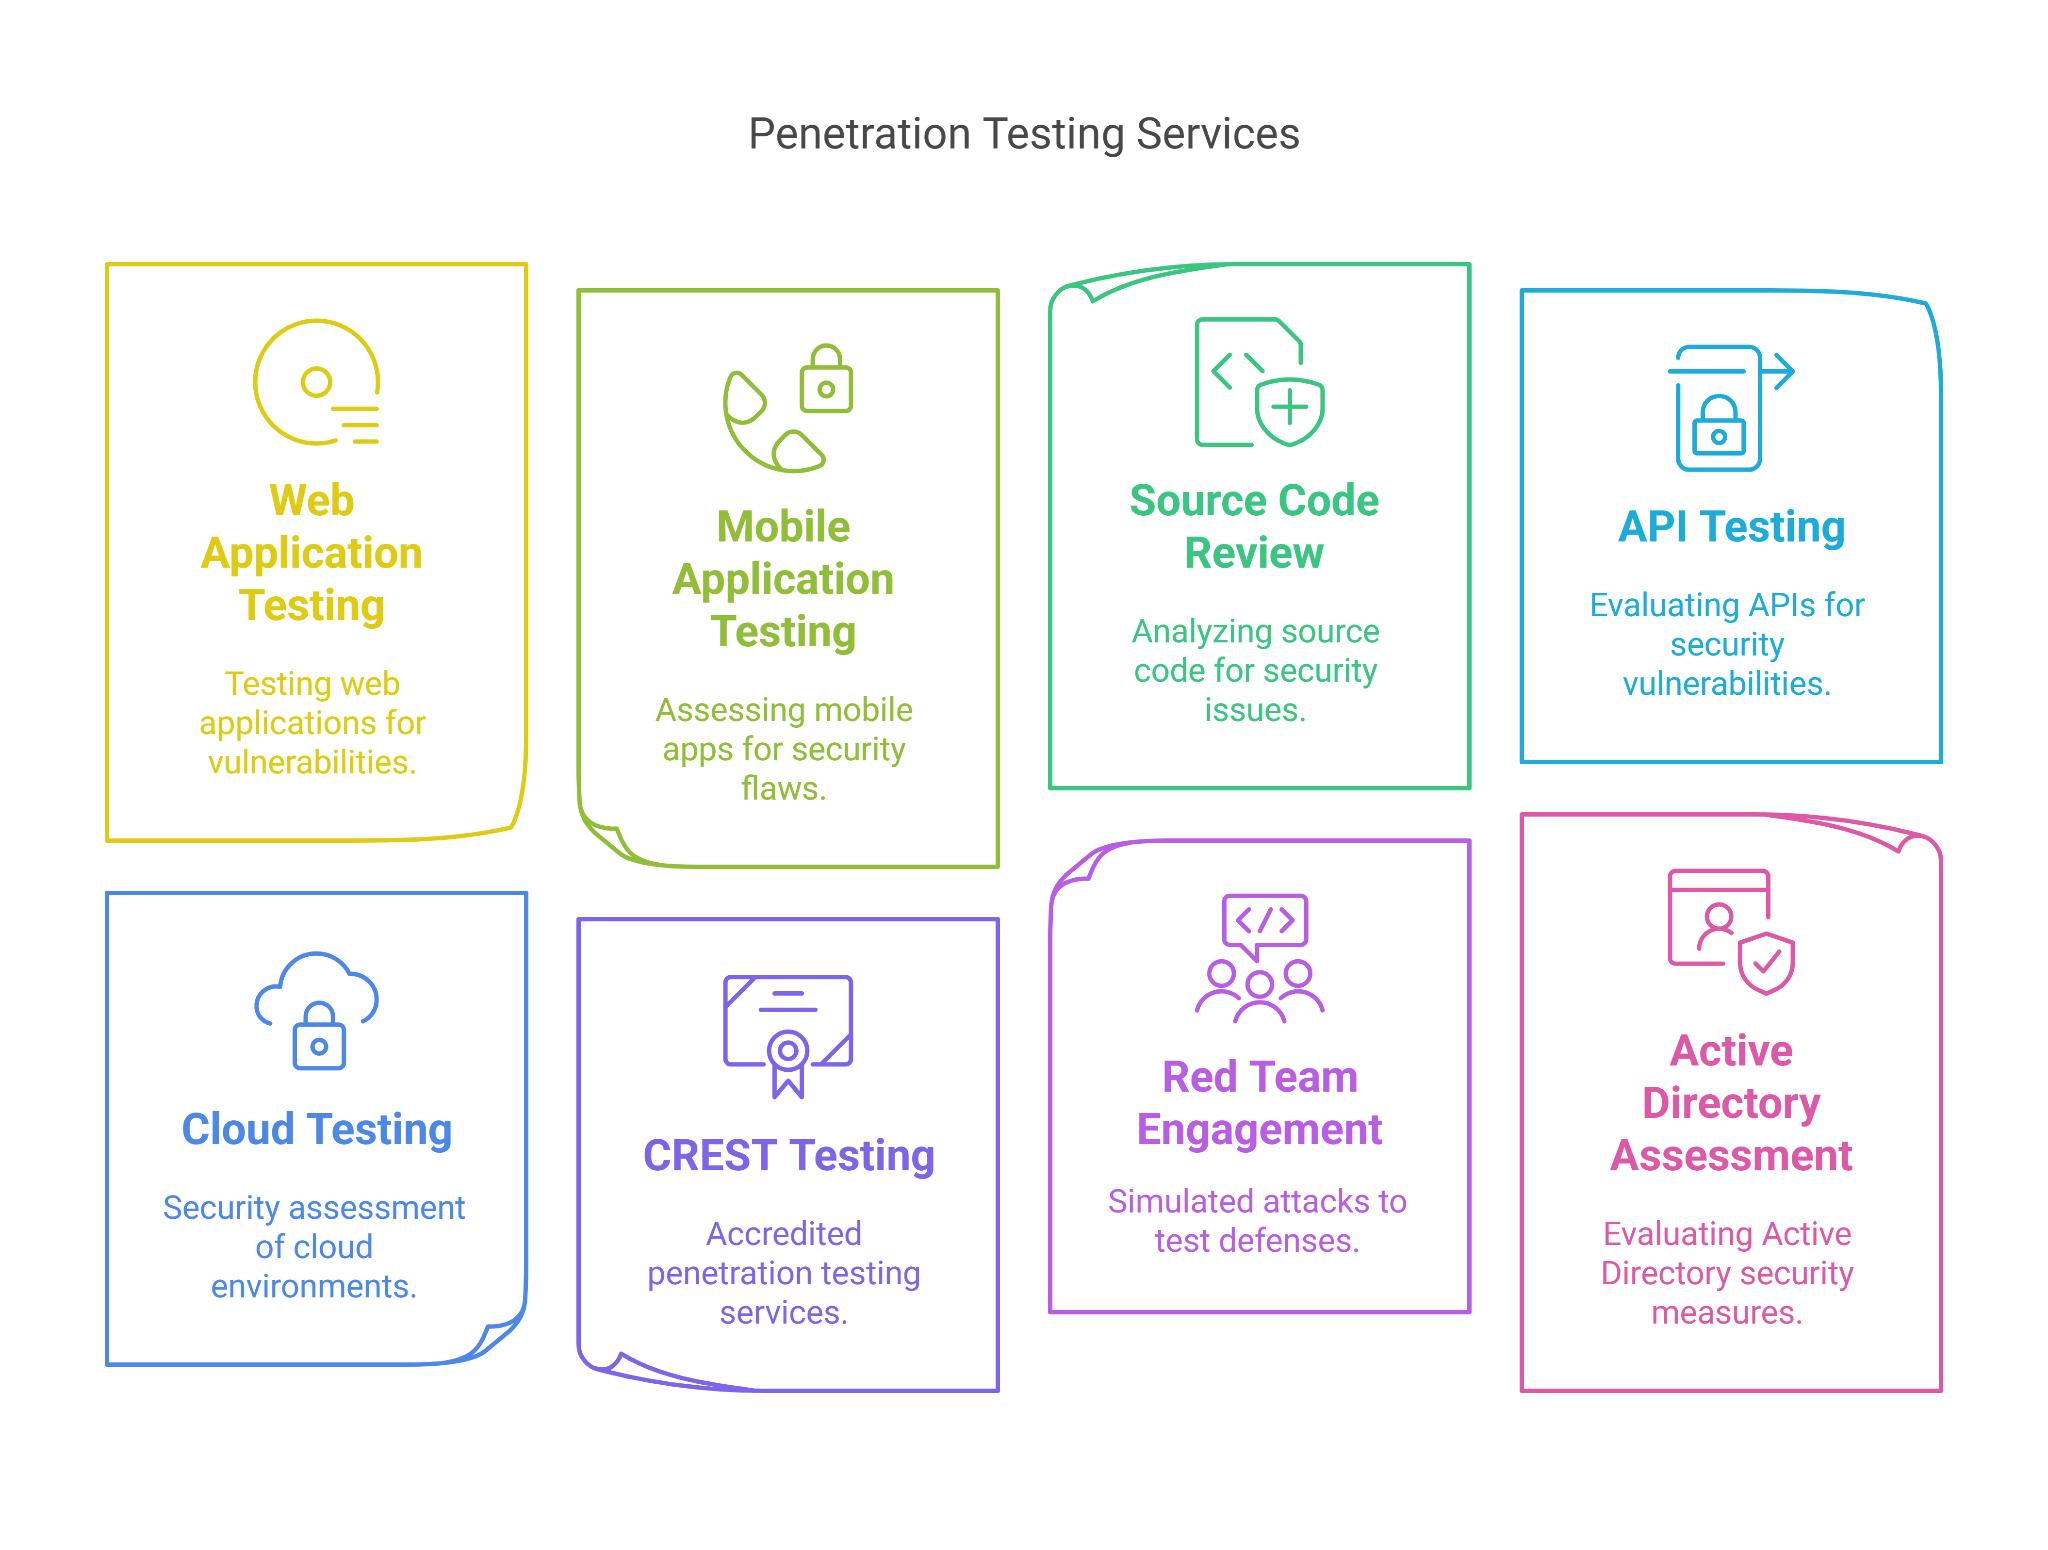 Penetration Testing Services
Web
Application
Testing
Testing web
applications for
vulnerabilities.
Mobile
Application
Testing
Assessing mobile
apps for security
flaws.
Source Code
Review
Analyzing source
code for security
issues.
API Testing
Evaluating APIs for
security
vulnerabilities.
Cloud Testing
Security assessment
of cloud
environments.
CREST Testing
Accredited
penetration testing
services.
Red Team
Engagement
Simulated attacks to
test defenses.
Active
Directory
Assessment
Evaluating Active
Directory security
measures.